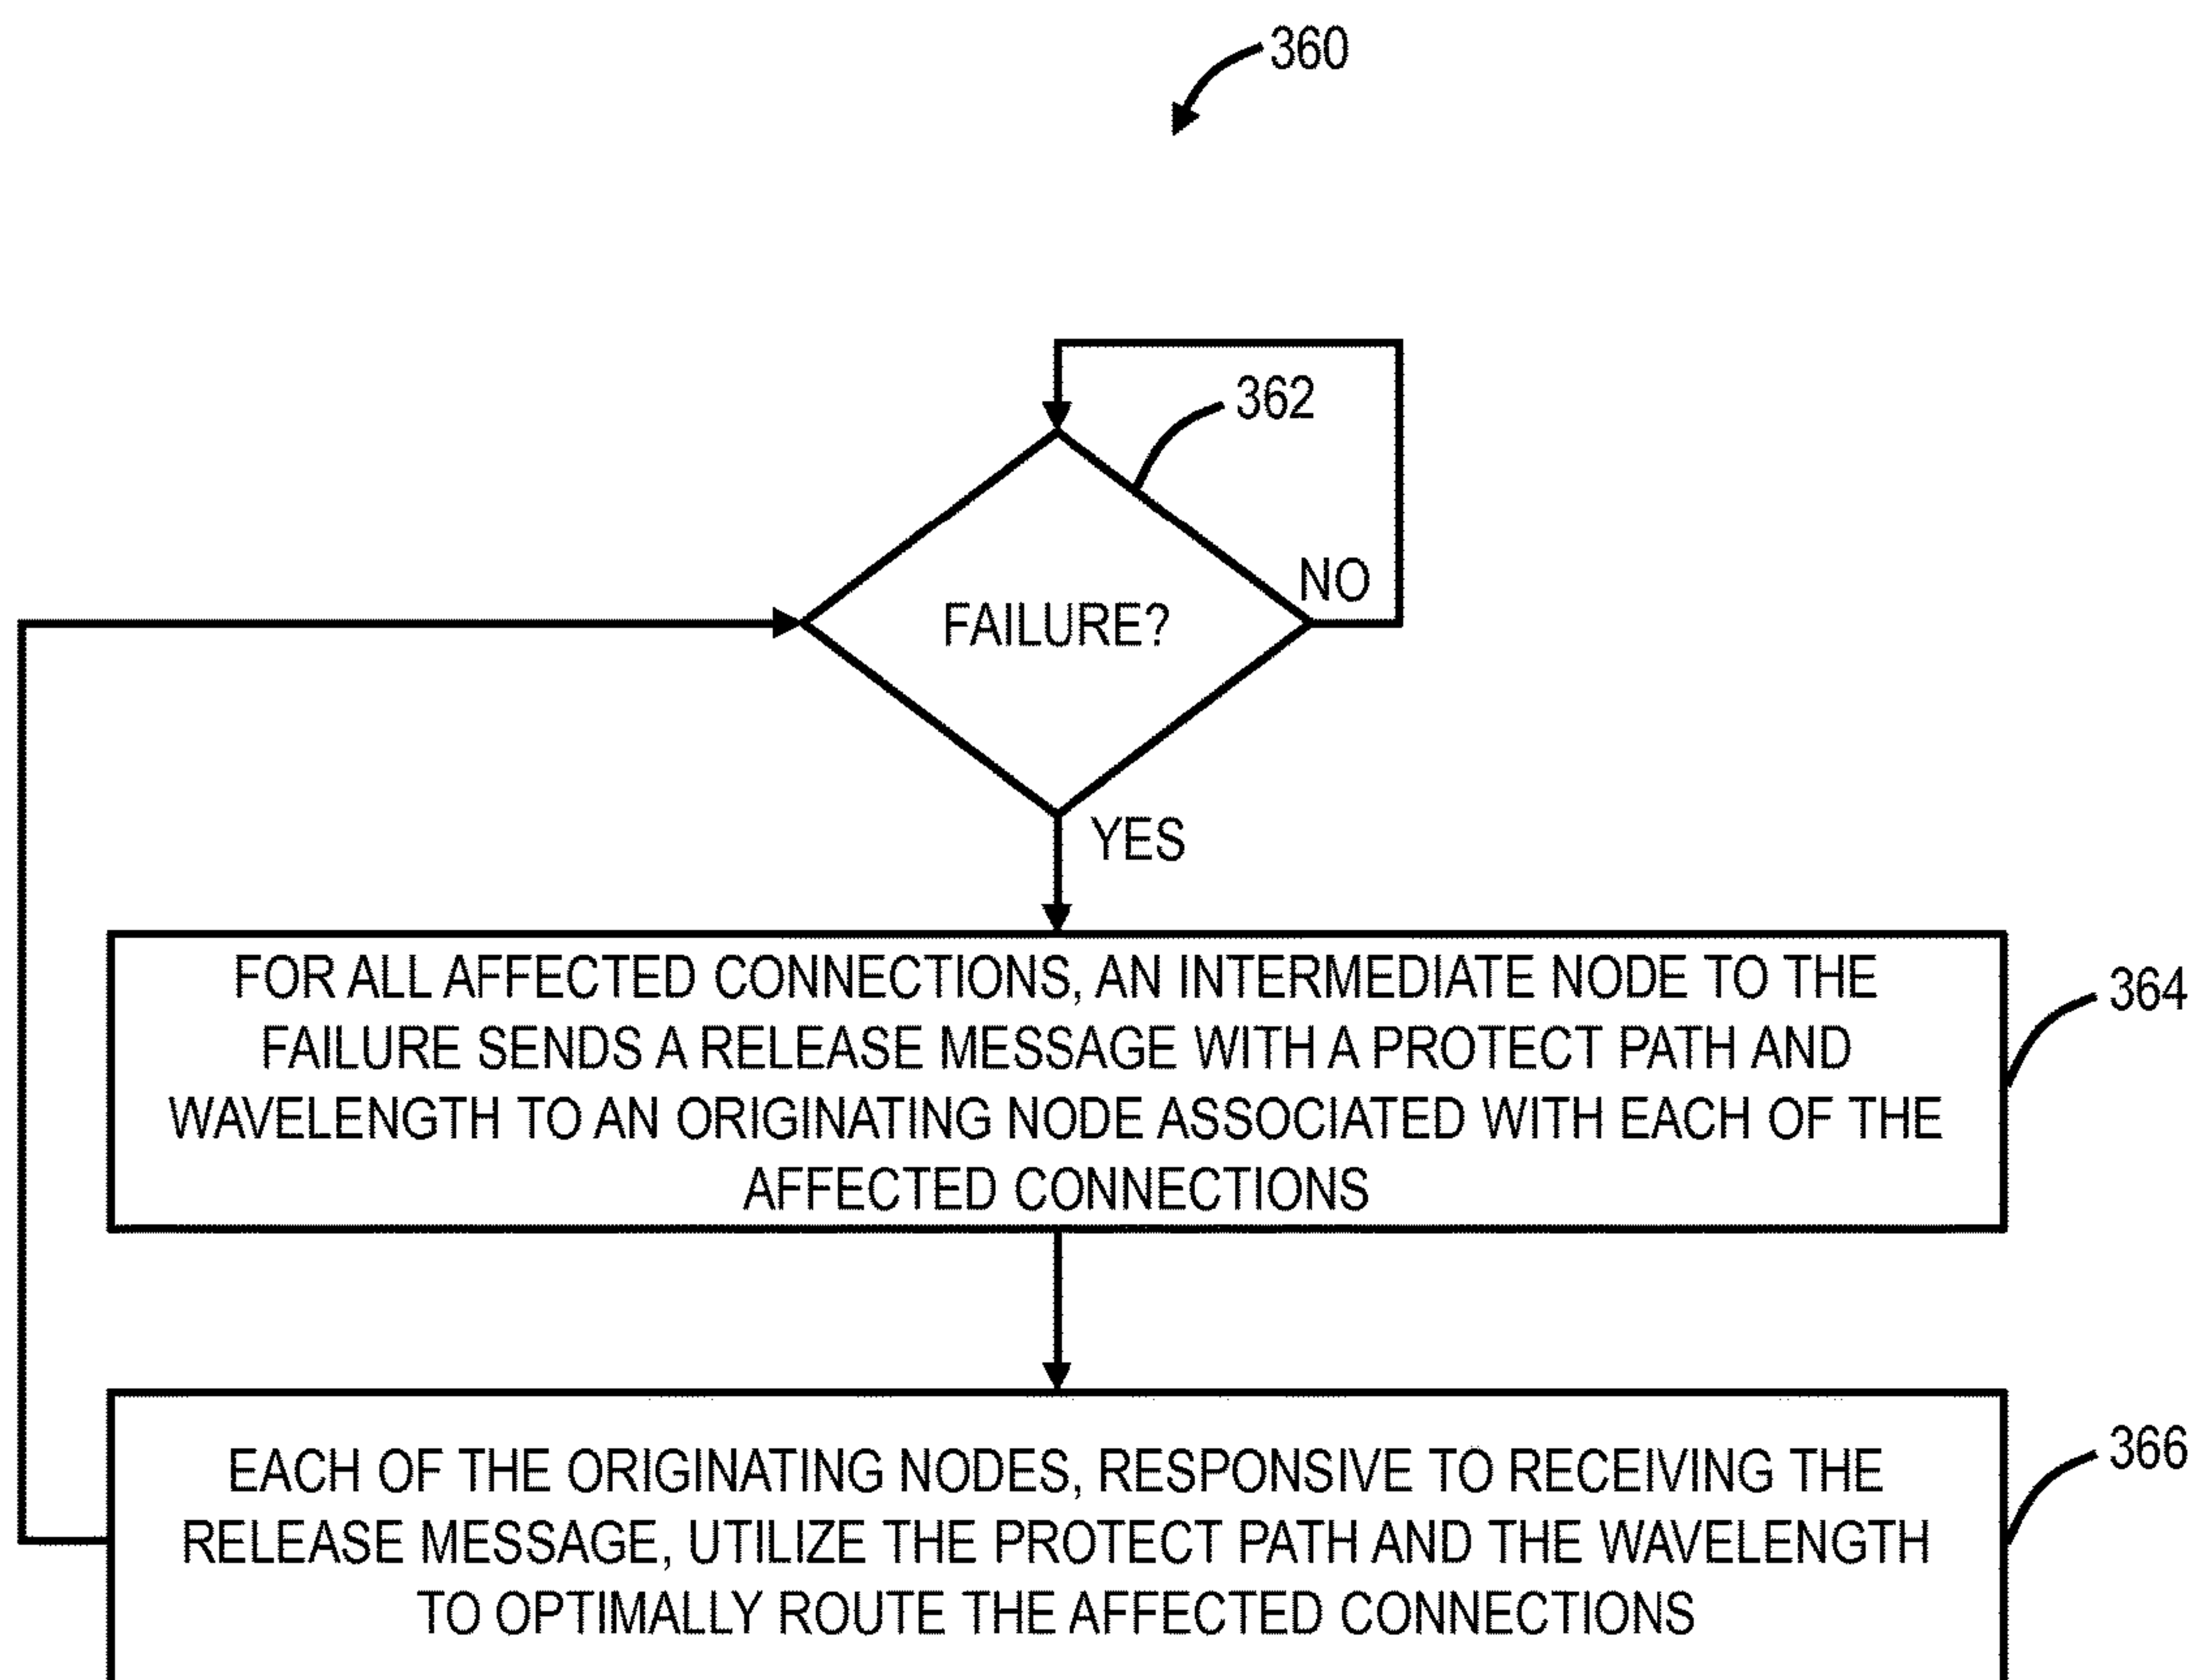 360
362
NO
FAILURE?
YES
FOR ALL AFFECTED CONNECTIONS, AN INTERMEDIATE NODE TO THE
FAILURE SENDS A RELEASE MESSAGE WITH A PROTECT PATH AND
WAVELENGTH TO AN ORIGINATING NODE ASSOCIATED WITH EACH OF THE
AFFECTED CONNECTIONS
364
EACH OF THE ORIGINATING NODES, RESPONSIVE TO RECEIVING THE
RELEASE MESSAGE, UTILIZE THE PROTECT PATH AND THE WAVELENGTH
TO OPTIMALLY ROUTE THE AFFECTED CONNECTIONS
366